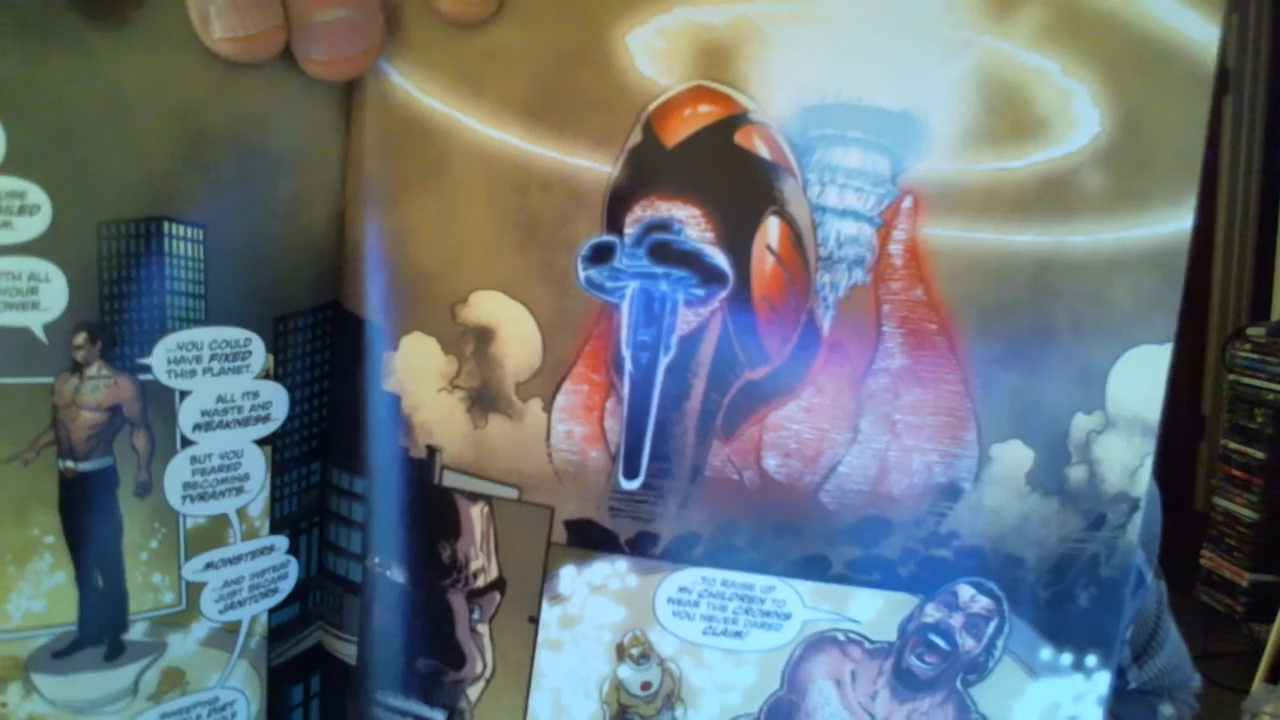 ...YOU COULD
HAVE FIXED
THIS PLANET.
ALL ITS
WASTE AND
WEAKNESS...
BUT YOU
FEARED
BECOMING
TYRANTS...
...MONSTERS...
...AND INSTEAD
JUST BECAME
JANITORS...
...TO RAISE UP
MY CHILDREN TO
WEAR THE CROWNS
YOU NEVER DARED
CLAIM!